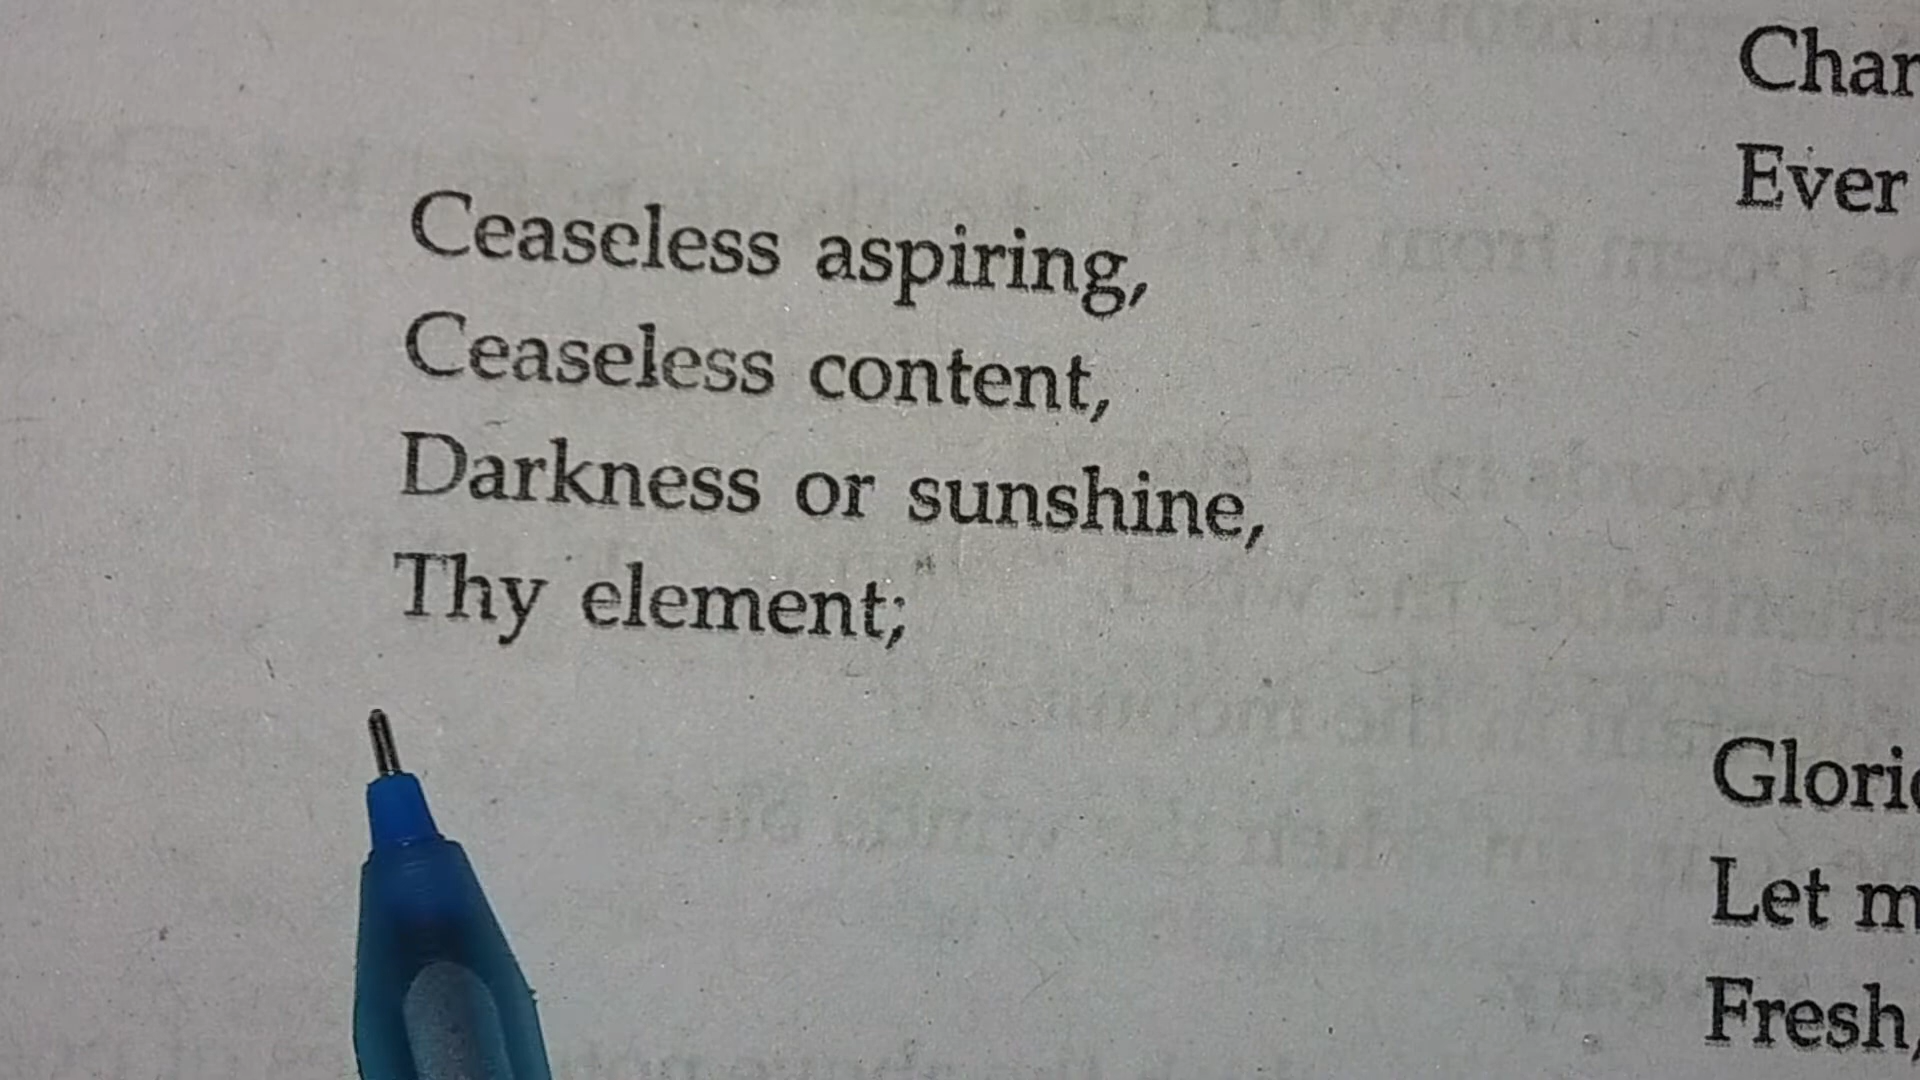 Ceaseless aspiring,
Ceaseless content,
Darkness or sunshine,
Thy element;
Ever
Let
Fresh,